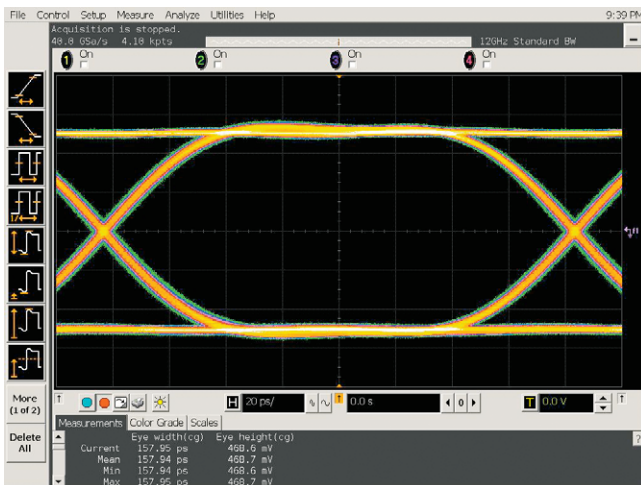 File Control Setup Measure Analyze Utilities Help 9:39 PM
Acquisition is stopped.
40.0 GSa/s 4.10 kpts 12GHz Standard BW
1 On 2 On 3 On 4 On
More
(1 of 2)
Delete
All
H 20 ps/ 0.0 s 0 T 0.0 V
Measurements Color Grade Scales
Eye width(cg) Eye height(cg)
Current 157.95 ps 468.6 mV
Mean 157.94 ps 468.7 mV
Min 157.94 ps 468.6 mV
Max 157.95 ps 468.7 mV
?